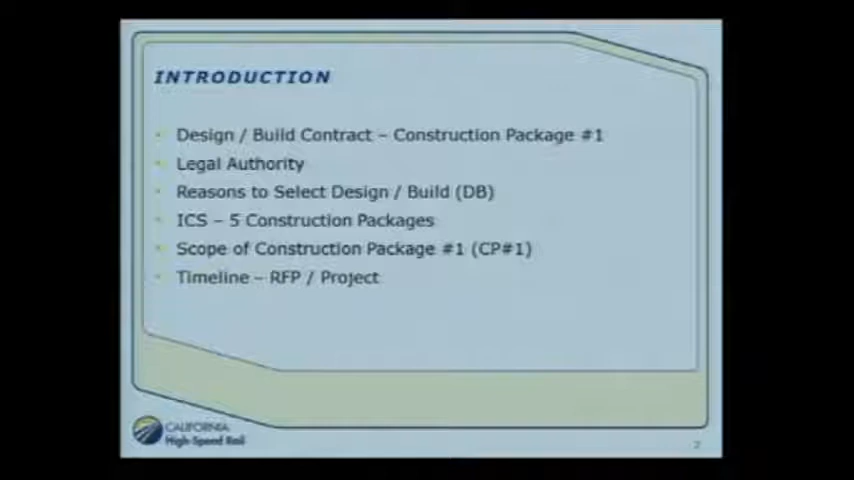 INTRODUCTION
Design / Build Contract – Construction Package #1
Legal Authority
Reasons to Select Design / Build (DB)
ICS – 5 Construction Packages
Scope of Construction Package #1 (CP#1)
Timeline – RFP / Project
CALIFORNIA
High-Speed Rail
2